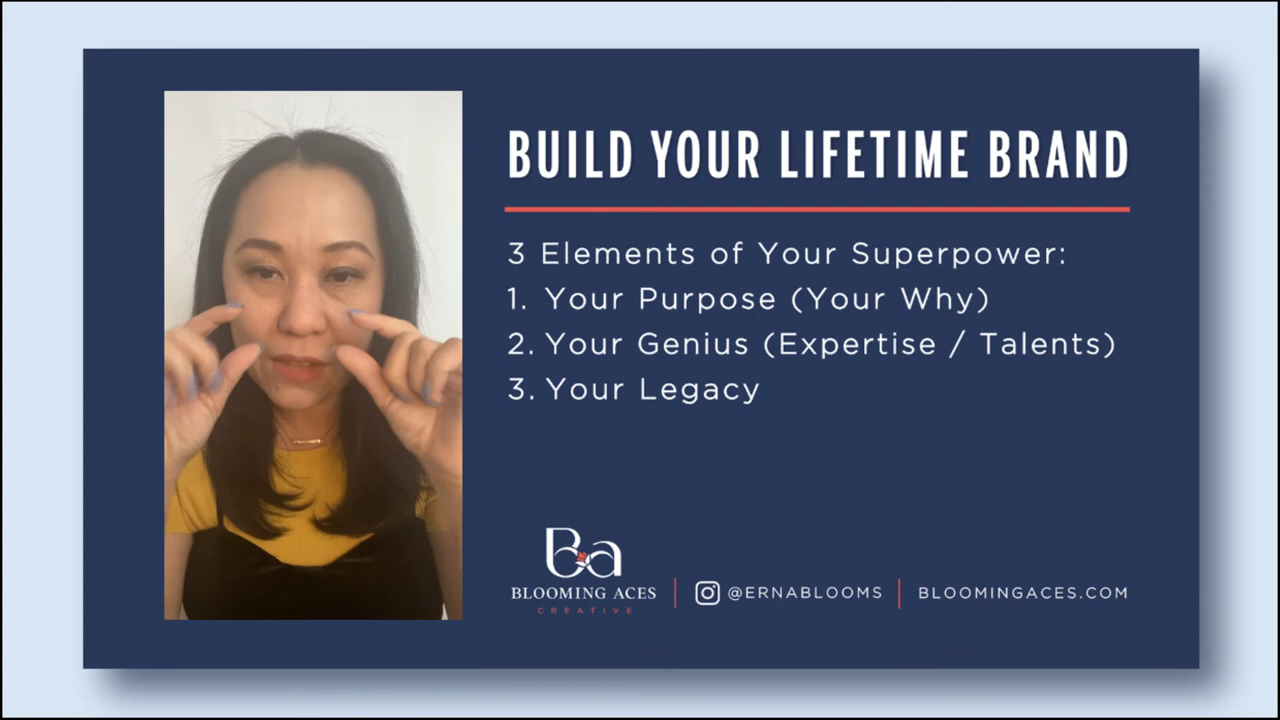 BUILD YOUR LIFETIME BRAND
3 Elements of Your Superpower:
1. Your Purpose (Your Why)
2. Your Genius (Expertise / Talents)
3. Your Legacy
Ba
BLOOMING ACES
CREATIVE
@ERNABLOOMS
BLOOMINGACES.COM